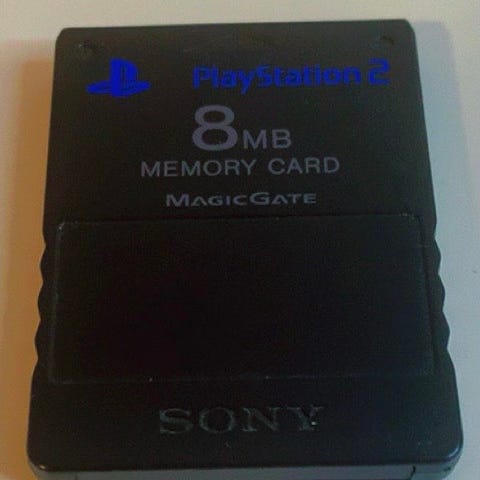 PlayStation 2
8MB
MEMORY CARD
MAGICGATE
SONY